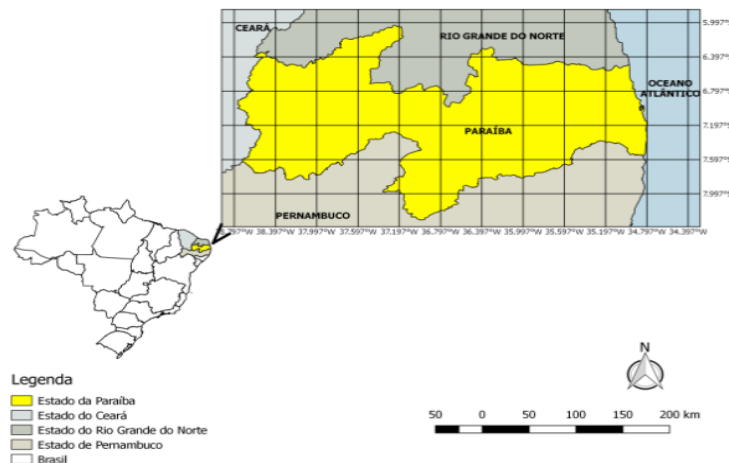 CEARÁ
RIO GRANDE DO NORTE
OCEANO
ATLÂNTICO
PARAÍBA
PERNAMBUCO
5.997°S
6.397°S
6.797°S
7.197°S
7.597°S
7.997°S
38.397°W 37.997°W 37.597°W 37.197°W 36.797°W 36.397°W 35.999°W 35.597°W 35.197°W 34.797°W 34.397°W
N
Legenda
Estado da Paraíba
Estado do Ceará
Estado do Rio Grande do Norte
Estado de Pernambuco
Brasil
50 0 50 100 150 200 km